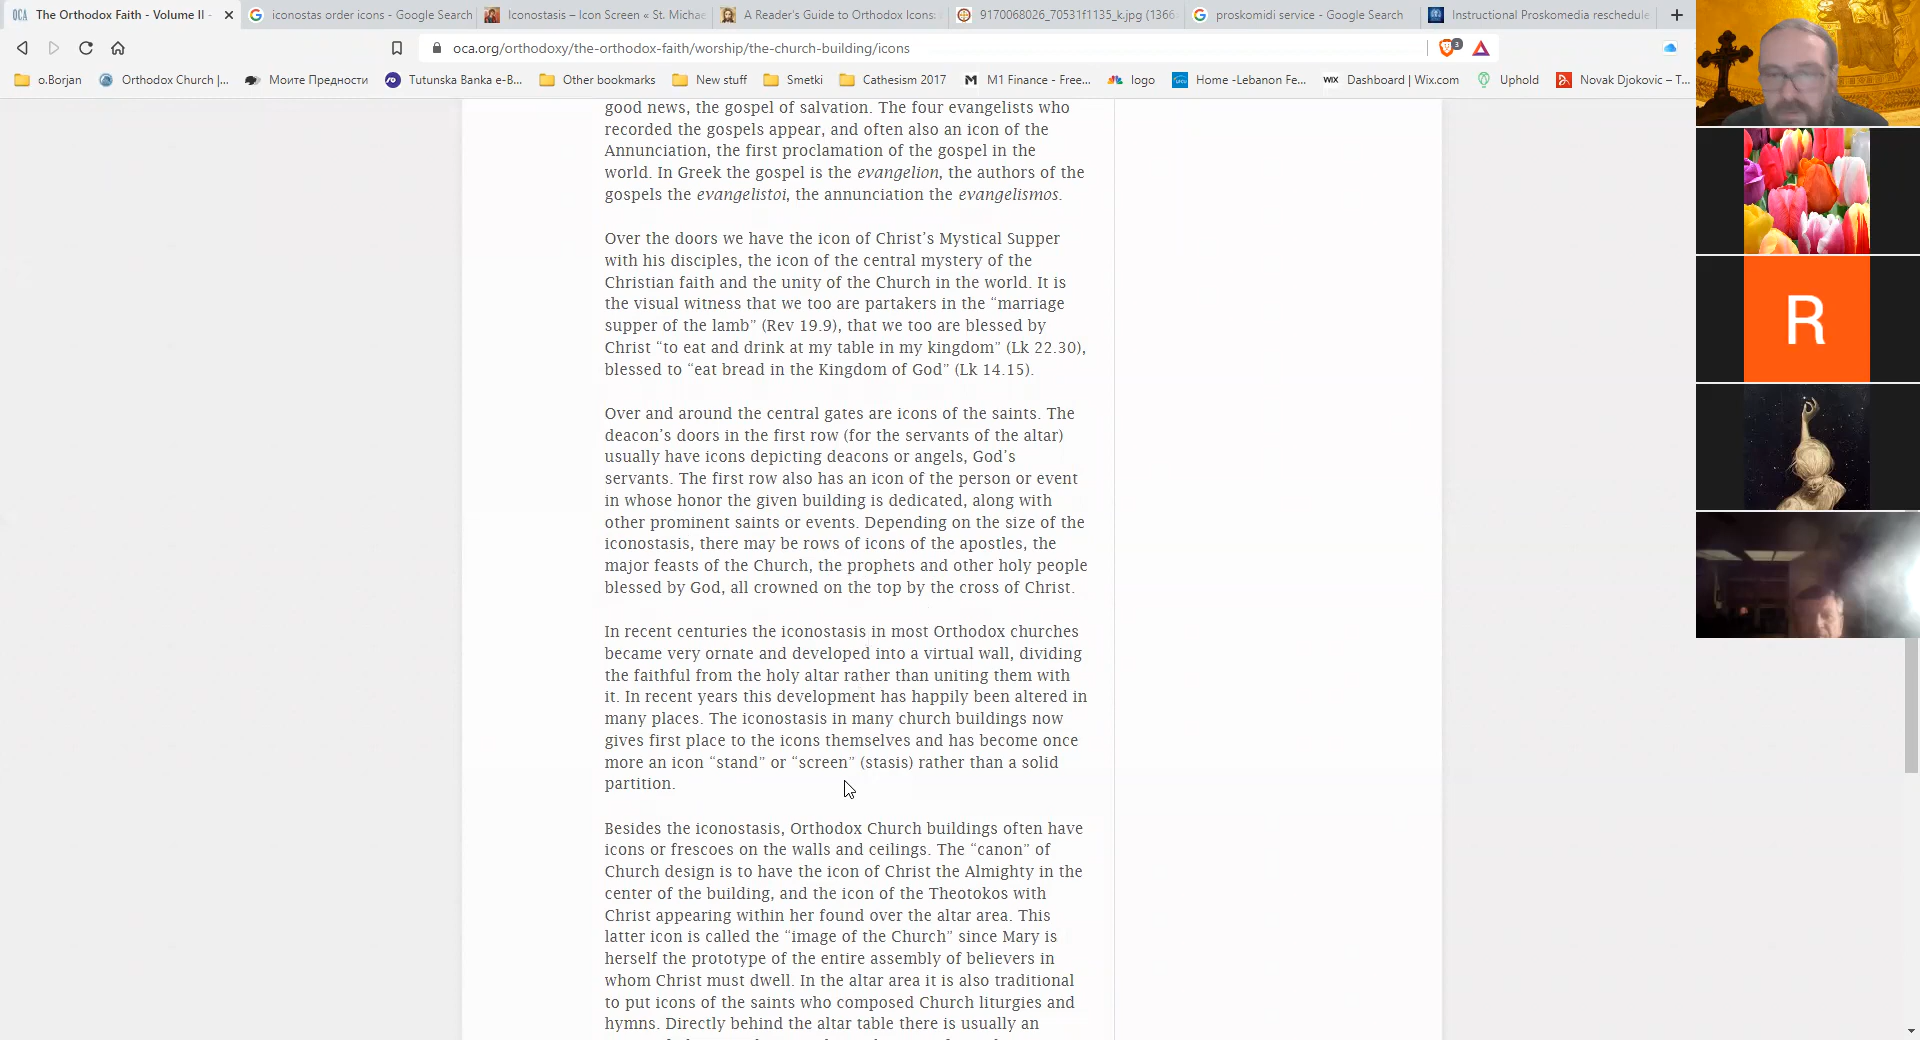 The Orthodox Faith - Volume II -
iconostas order icons - Google Search
Iconostasis – Icon Screen « St. Michae
A Reader's Guide to Orthodox Icons:
9170068026_70531f1135_k.jpg (1366
proskomidi service - Google Search
Instructional Proskomedia reschedule
oca.org/orthodoxy/the-orthodox-faith/worship/the-church-building/icons
3
o.Borjan
Orthodox Church |...
Моите Предности
Tutunska Banka e-B...
Other bookmarks
New stuff
Smetki
Cathesism 2017
M1 Finance - Free...
logo
Home -Lebanon Fe...
WIX
Dashboard | Wix.com
Uphold
Novak Djokovic – T...
good news, the gospel of salvation. The four evangelists who
recorded the gospels appear, and often also an icon of the
Annunciation, the first proclamation of the gospel in the
world. In Greek the gospel is the evangelion, the authors of the
gospels the evangelistoi, the annunciation the evangelismos.
Over the doors we have the icon of Christ’s Mystical Supper
with his disciples, the icon of the central mystery of the
Christian faith and the unity of the Church in the world. It is
the visual witness that we too are partakers in the “marriage
supper of the lamb” (Rev 19.9), that we too are blessed by
Christ “to eat and drink at my table in my kingdom” (Lk 22.30),
blessed to “eat bread in the Kingdom of God” (Lk 14.15).
Over and around the central gates are icons of the saints. The
deacon’s doors in the first row (for the servants of the altar)
usually have icons depicting deacons or angels, God’s
servants. The first row also has an icon of the person or event
in whose honor the given building is dedicated, along with
other prominent saints or events. Depending on the size of the
iconostasis, there may be rows of icons of the apostles, the
major feasts of the Church, the prophets and other holy people
blessed by God, all crowned on the top by the cross of Christ.
In recent centuries the iconostasis in most Orthodox churches
became very ornate and developed into a virtual wall, dividing
the faithful from the holy altar rather than uniting them with
it. In recent years this development has happily been altered in
many places. The iconostasis in many church buildings now
gives first place to the icons themselves and has become once
more an icon “stand” or “screen” (stasis) rather than a solid
partition.
Besides the iconostasis, Orthodox Church buildings often have
icons or frescoes on the walls and ceilings. The “canon” of
Church design is to have the icon of Christ the Almighty in the
center of the building, and the icon of the Theotokos with
Christ appearing within her found over the altar area. This
latter icon is called the “image of the Church” since Mary is
herself the prototype of the entire assembly of believers in
whom Christ must dwell. In the altar area it is also traditional
to put icons of the saints who composed Church liturgies and
hymns. Directly behind the altar table there is usually an
R